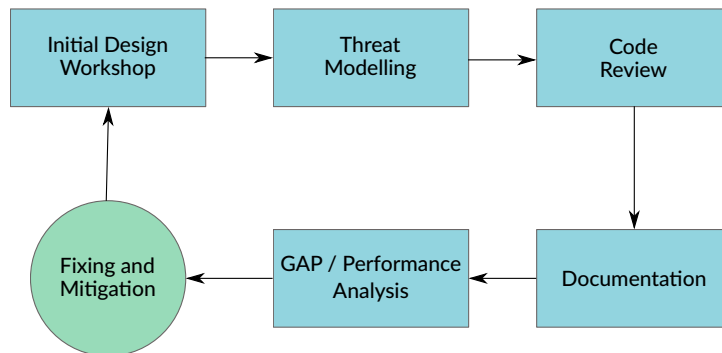 Initial Design
Workshop
Threat
Modelling
Code
Review
Fixing and
Mitigation
GAP / Performance
Analysis
Documentation